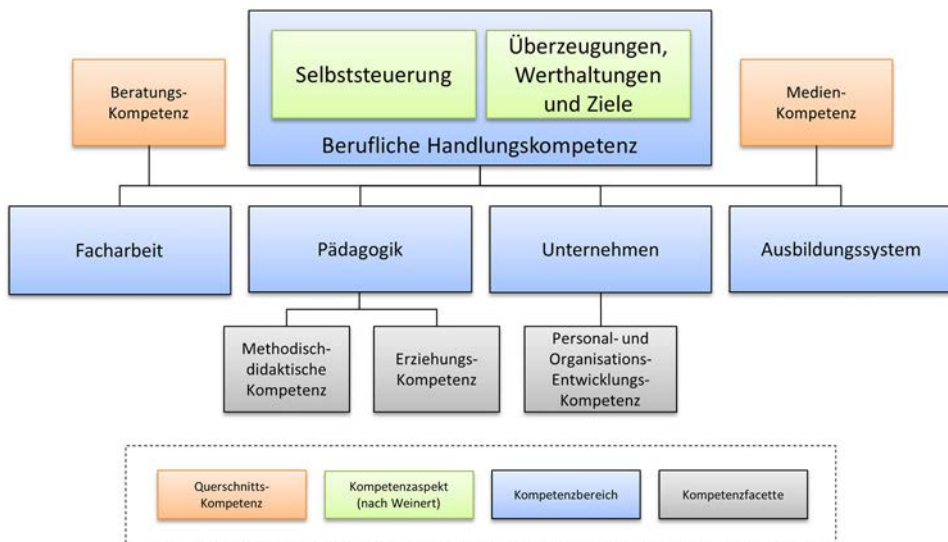 Selbststeuerung
Überzeugungen,
Werthaltungen
und Ziele
Beratungs-
Kompetenz
Medien-
Kompetenz
Berufliche Handlungskompetenz
Facharbeit
Pädagogik
Unternehmen
Ausbildungssystem
Methodisch-
didaktische
Kompetenz
Erziehungs-
Kompetenz
Personal- und
Organisations-
Entwicklungs-
Kompetenz
Querschnitts-
Kompetenz
Kompetenzaspekt
(nach Weinert)
Kompetenzbereich
Kompetenzfacette